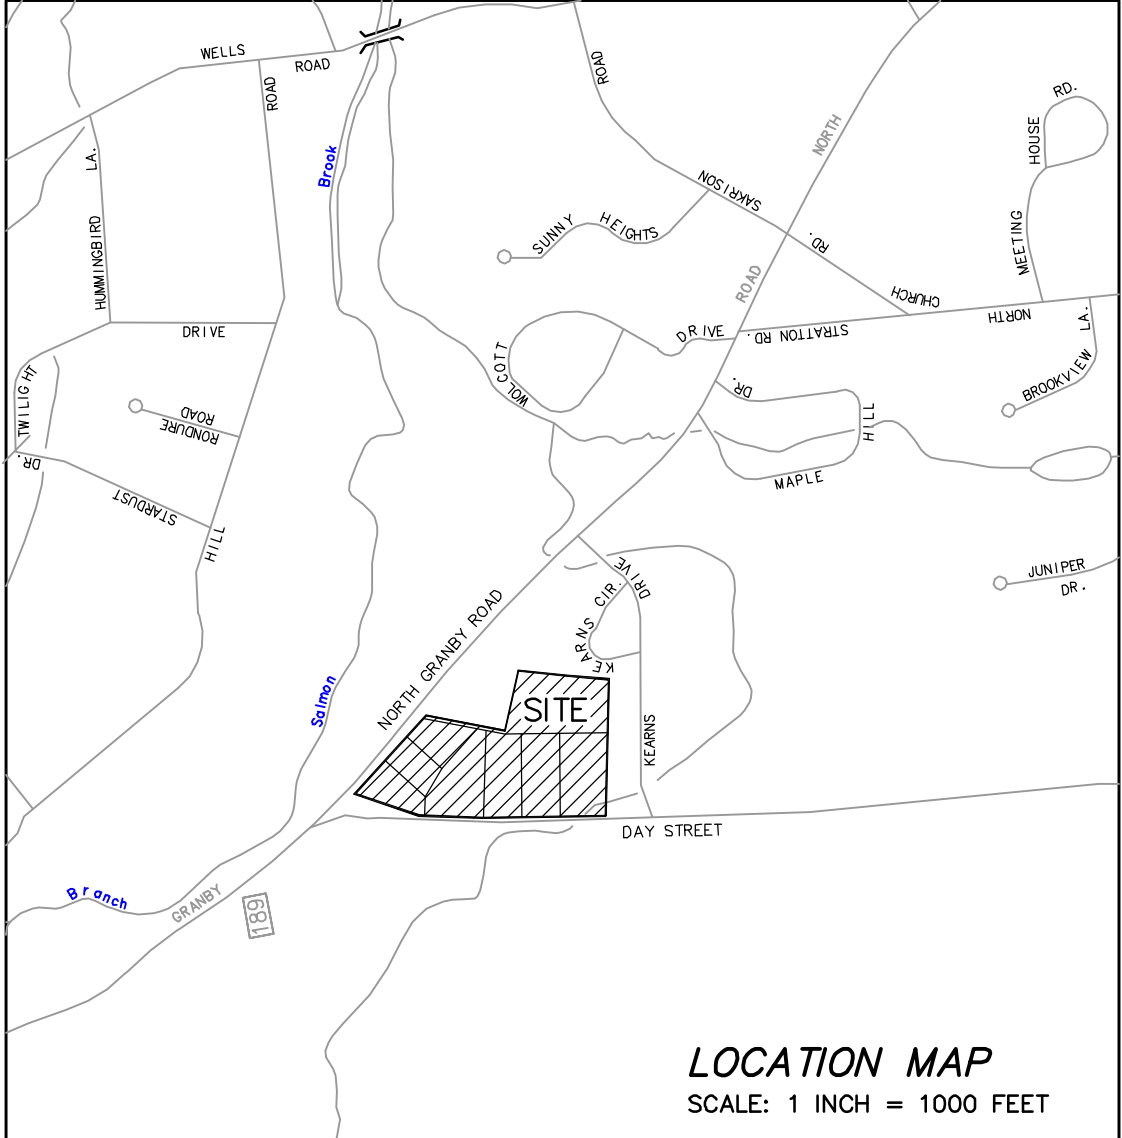 WELLS
ROAD
ROAD
ROAD
LA.
HUMMINGBIRD
Brook
NORTH
HOUSE
RD.
MEETING
SAKRISON
RD.
SUNNY
HEIGHTS
ROAD
CHURCH
NORTH
LA.
DRIVE
DRIVE
STRATTON RD.
TWILIGHT
WOLCOTT
DR.
BROOKVIEW
ROAD
RONDURE
HILL
DR.
STARDUST
MAPLE
HILL
DRIVE
JUNIPER
DR.
CIR.
KEARNS
NORTH GRANBY ROAD
Salmon
SITE
KEARNS
DAY STREET
Branch
GRANBY
189
LOCATION MAP
SCALE: 1 INCH = 1000 FEET